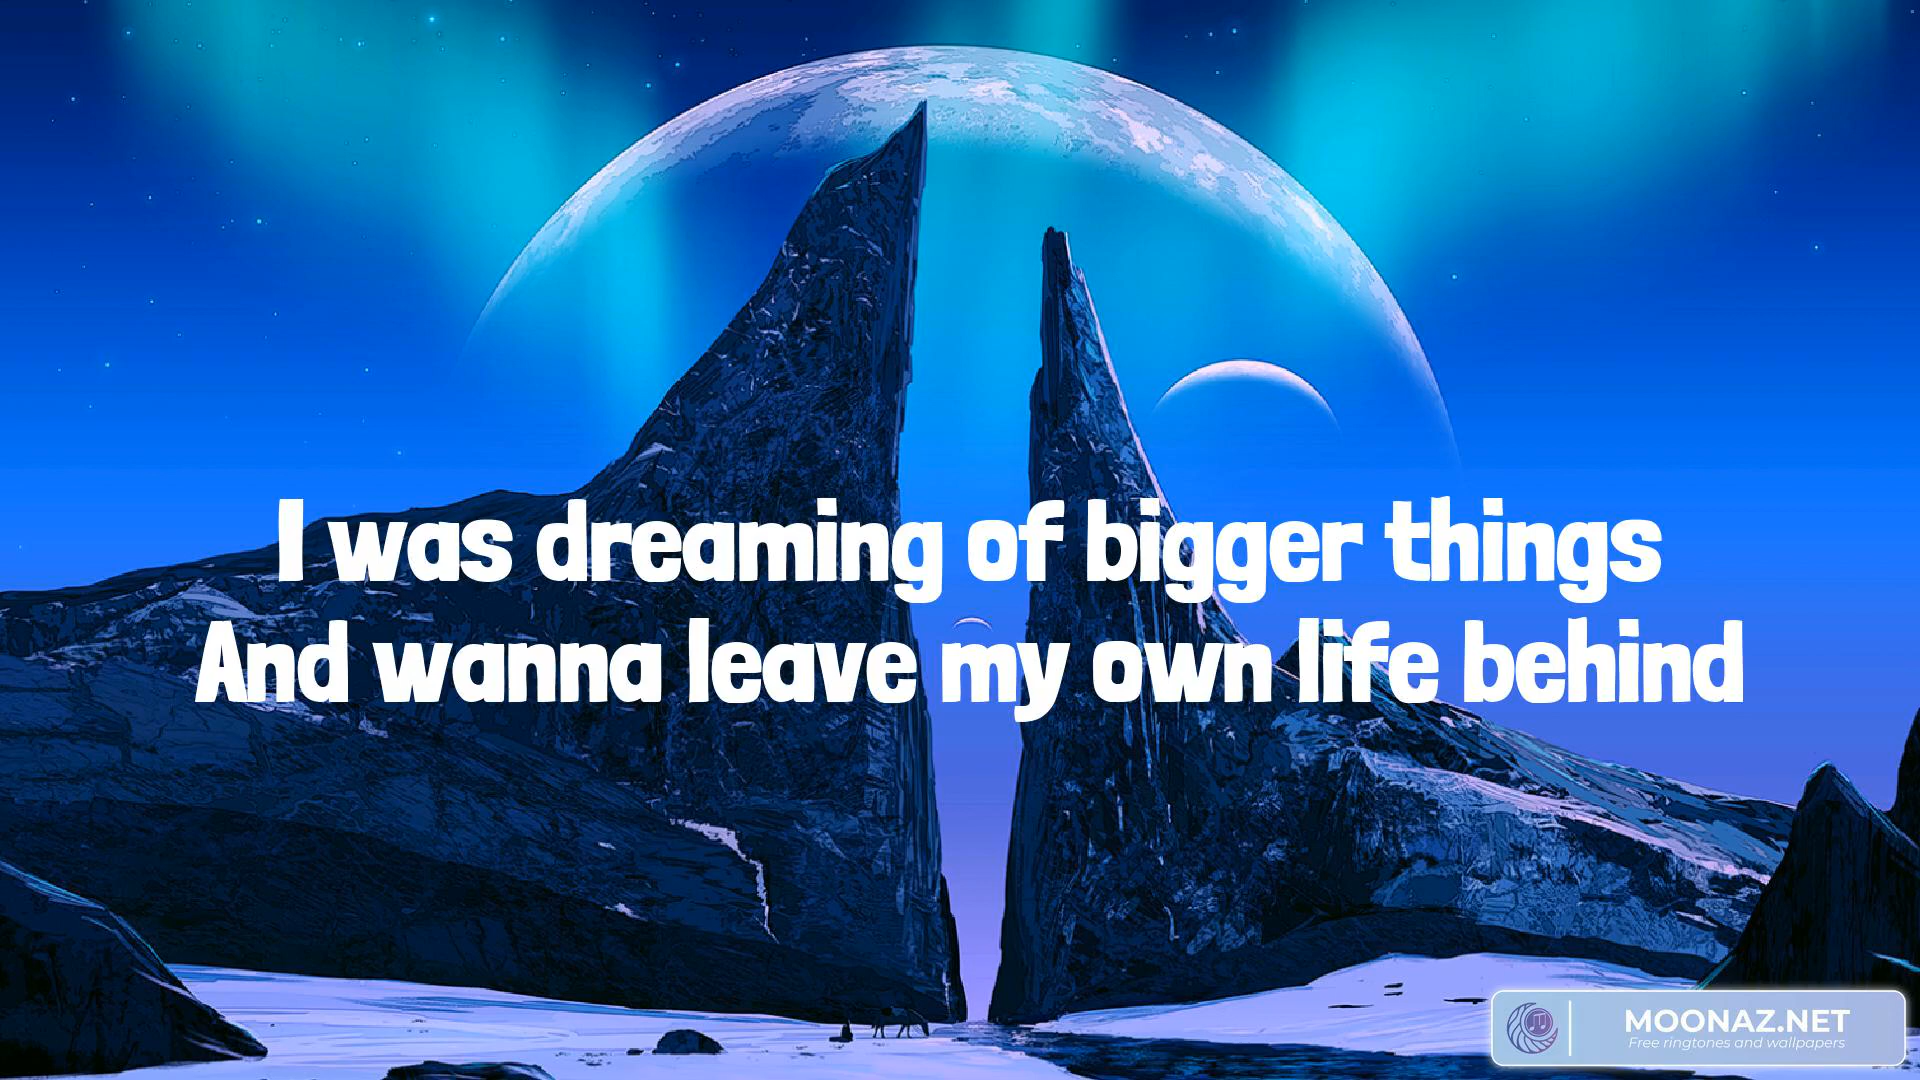 I was dreaming of bigger things
And wanna leave my own life behind
MOONAZ.NET
Free ringtones and wallpapers